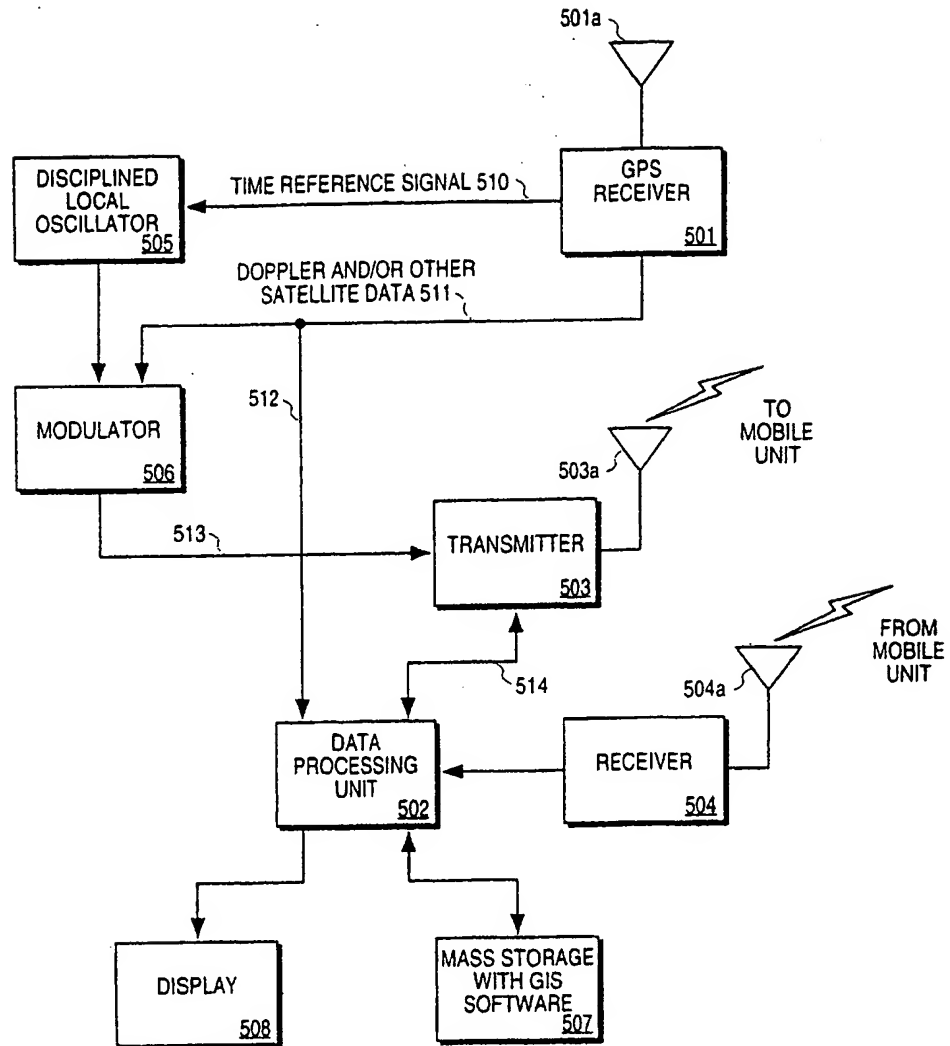 501a
DISCIPLINED
LOCAL
OSCILLATOR
505
TIME REFERENCE SIGNAL 510
GPS
RECEIVER
501
DOPPLER AND/OR OTHER
SATELLITE DATA 511
MODULATOR
506
512
503a
TO
MOBILE
UNIT
513
TRANSMITTER
503
514
504a
FROM
MOBILE
UNIT
DATA
PROCESSING
UNIT
502
RECEIVER
504
DISPLAY
508
MASS STORAGE
WITH GIS
SOFTWARE
507